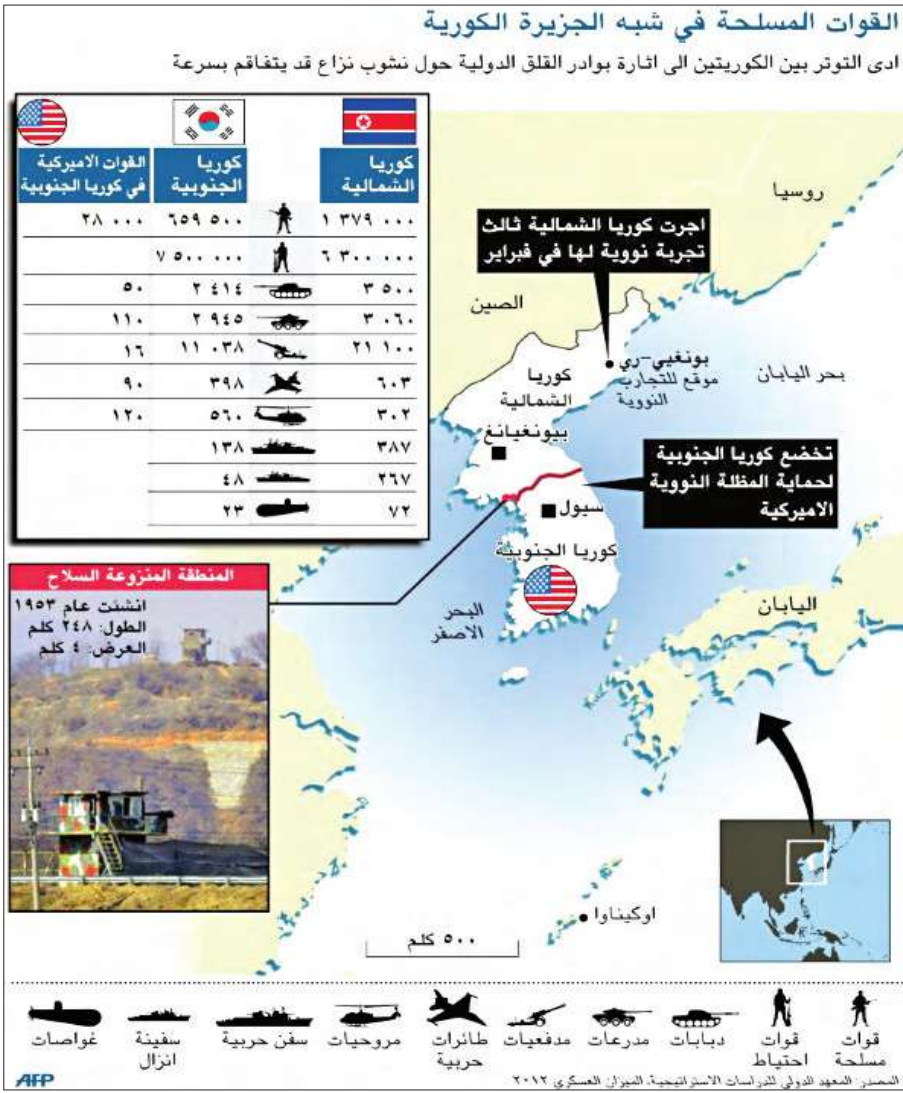 القوات المسلحة في شبه الجزيرة الكورية
ادى التوتر بين الكوريتين الى اثارة بوادر القلق الدولية حول نشوب نزاع قد يتفاقم بسرعة
كوريا الشمالية
كوريا الجنوبية
القوات الاميركية في كوريا الجنوبية
١ ٣٧٩ ٠٠٠ ٦٥٩ ٥٠٠ ٢٨ ٠٠٠
٦ ٣٠٠ ٠٠٠ ٧ ٥٠٠ ٠٠٠
٣ ٥٠٠ ٢ ٤١٤ ٥٠
٣ ٠٦٠ ٢ ٩٤٥ ١١٠
٢١ ١٠٠ ١١ ٠٣٨ ١٦
٦٠٣ ٣٩٨ ٩٠
٣٠٢ ٥٦٠ ١٢٠
٣٨٧ ١٣٨
٢٦٧ ٤٨
٧٢ ٢٣
روسيا
اجرت كوريا الشمالية ثالث
تجربة نووية لها في فبراير
الصين
بونغيي-ري
موقع للتجارب
النووية
بحر اليابان
كوريا
الشمالية
بيونغيانغ
تخضع كوريا الجنوبية
لحماية المظلة النووية
الاميركية
سيول
كوريا الجنوبية
البحر
الاصفر
اليابان
المنطقة المنزوعة السلاح
انشئت عام ١٩٥٣
الطول: ٢٤٨ كلم
العرض: ٤ كلم
اوكيناوا
٥٠٠ كلم
قوات مسلحة
قوات احتياط
دبابات
مدرعات
مدفعيات
طائرات حربية
مروحيات
سفن حربية
سفينة انزال
غواصات
المصدر: المعهد الدولي للدراسات الاستراتيجية، الميزان العسكري ٢٠١٢
AFP